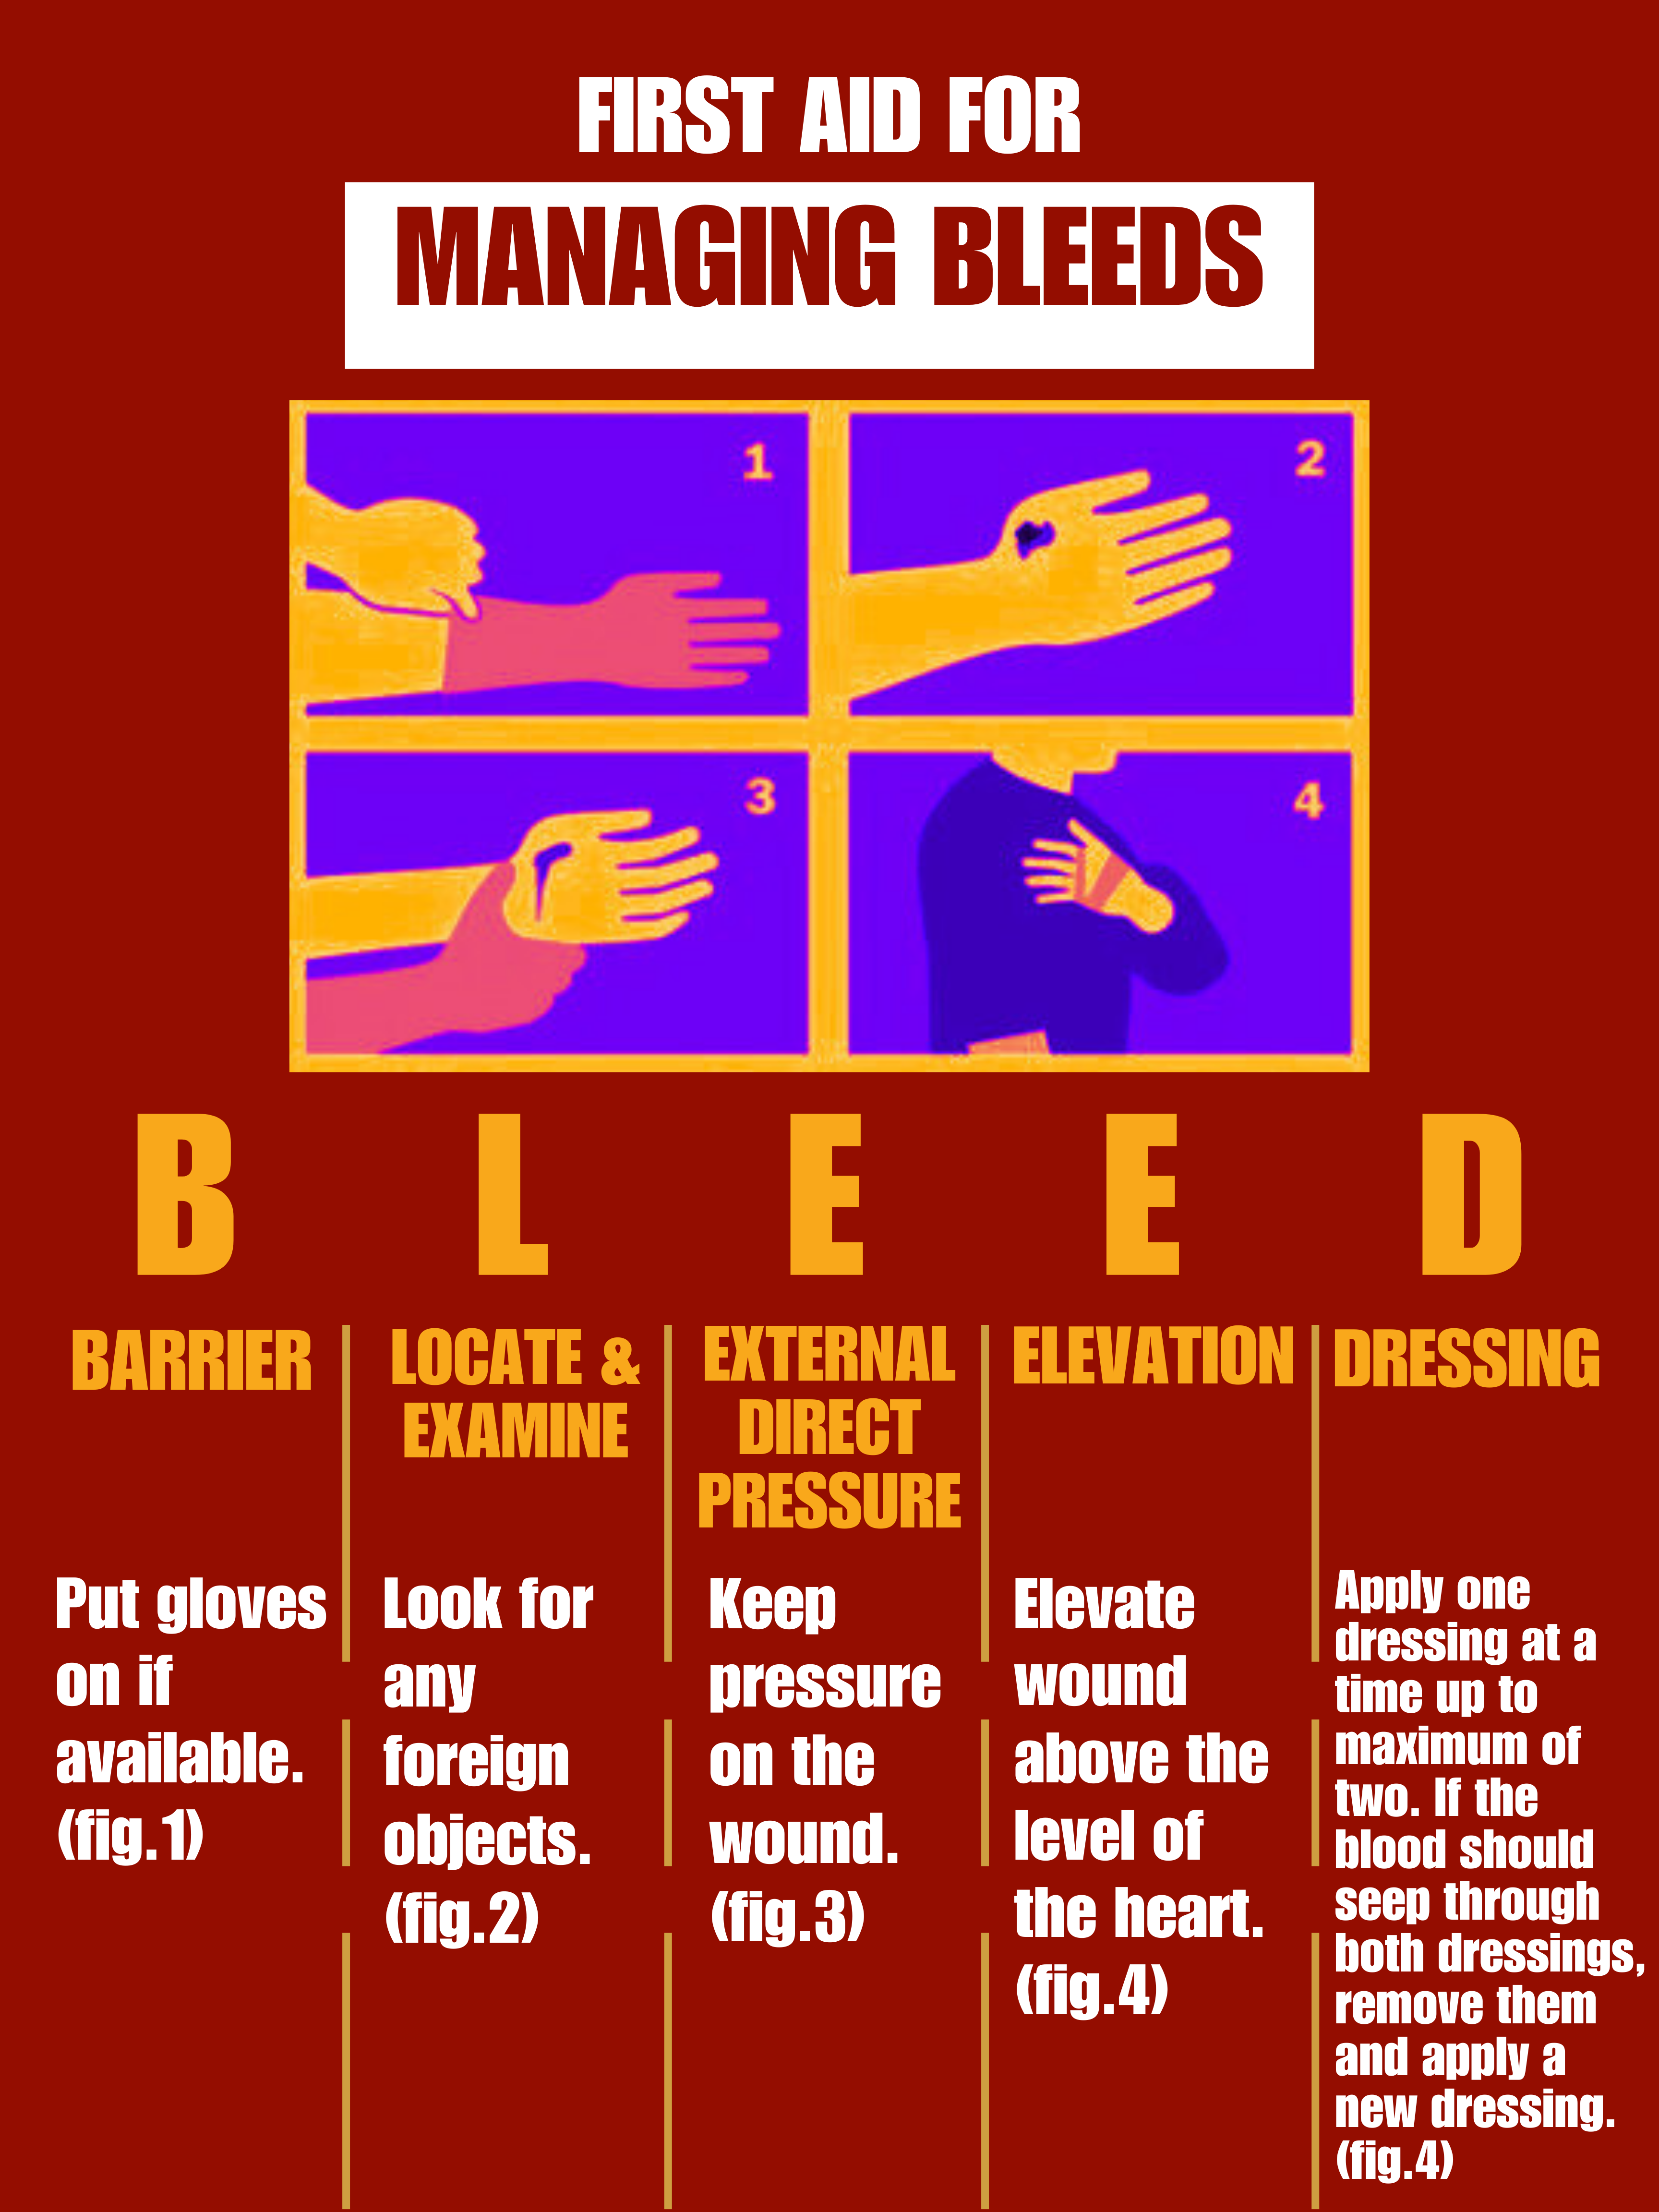 FIRST AID FOR
MANAGING BLEEDS
1
2
3
4
B L E E D
BARRIER
Put gloves
on if
available.
(fig.1)
LOCATE &
EXAMINE
Look for
any
foreign
objects.
(fig.2)
EXTERNAL
DIRECT
PRESSURE
Keep
pressure
on the
wound.
(fig.3)
ELEVATION
Elevate
wound
above the
level of
the heart.
(fig.4)
DRESSING
Apply one
dressing at a
time up to
maximum of
two. If the
blood should
seep through
both dressings,
remove them
and apply a
new dressing.
(fig.4)